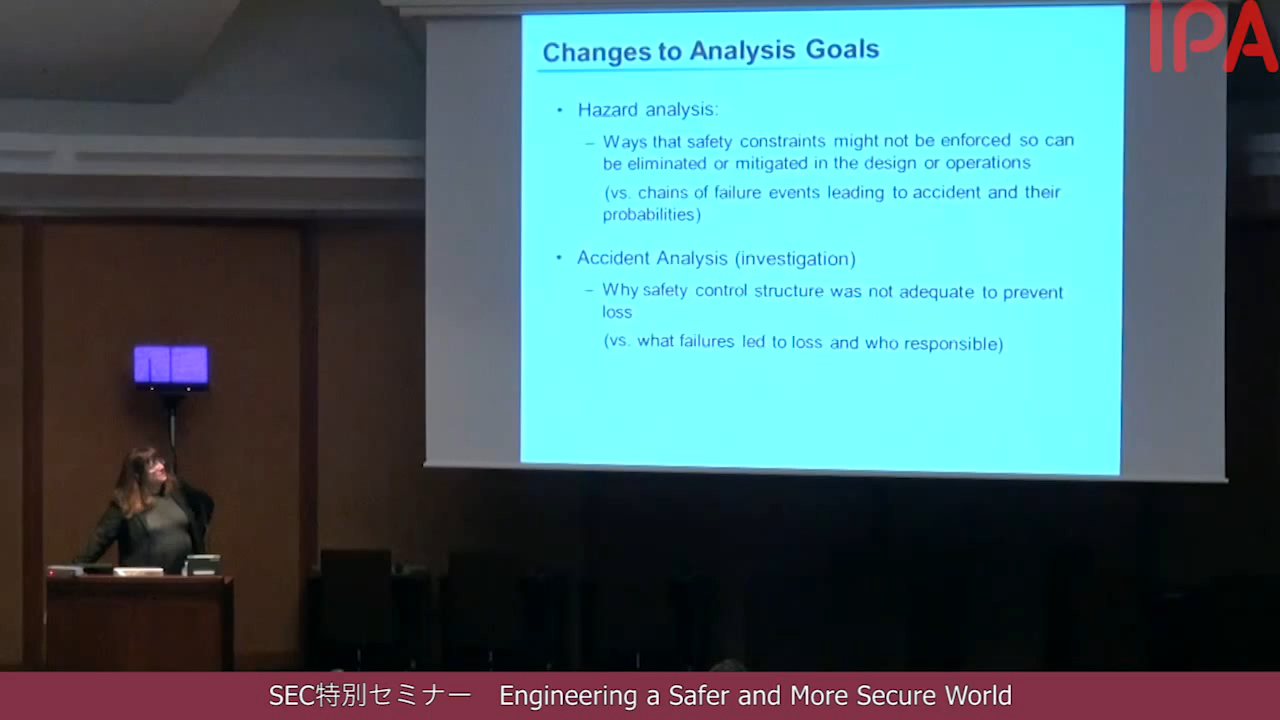 IPA
Changes to Analysis Goals
• Hazard analysis:
– Ways that safety constraints might not be enforced so can
be eliminated or mitigated in the design or operations
(vs. chains of failure events leading to accident and their
probabilities)
• Accident Analysis (investigation)
– Why safety control structure was not adequate to prevent
loss
(vs. what failures led to loss and who responsible)
SEC特別セミナー Engineering a Safer and More Secure World